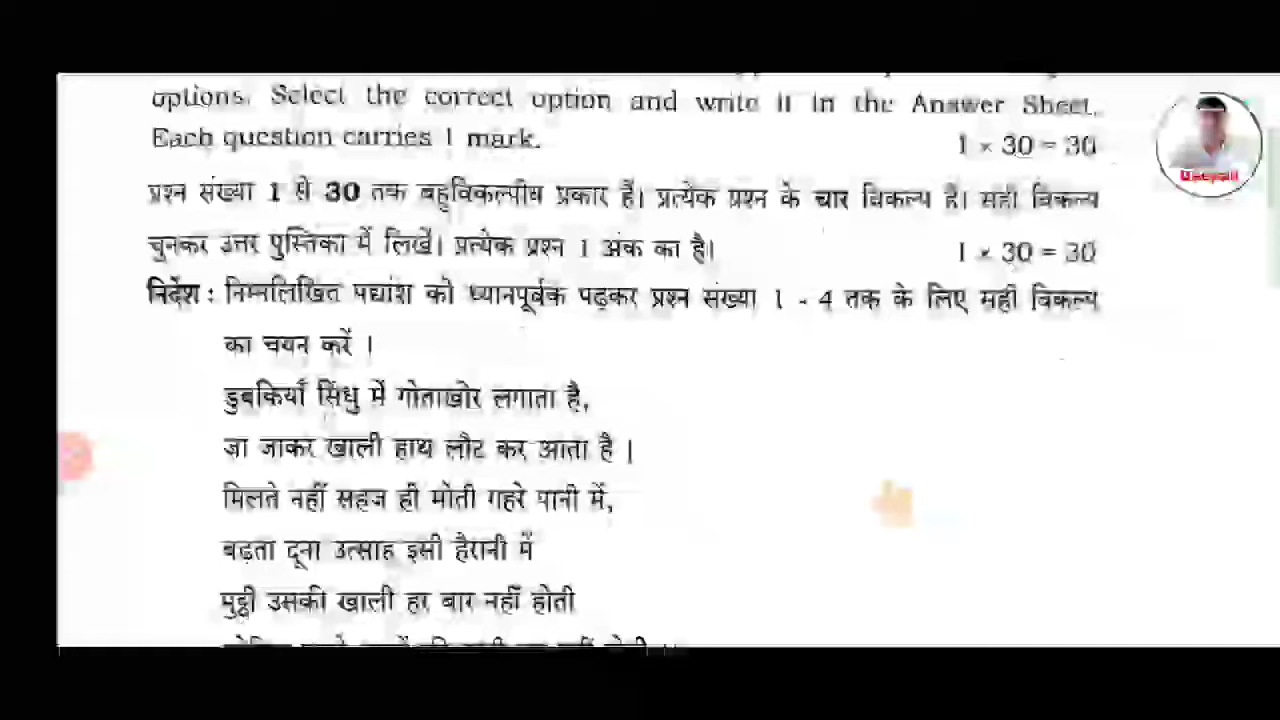 options. Select the correct option and write it in the Answer Sheet.
Each question carries 1 mark.
1 × 30 = 30
प्रश्न संख्या 1 से 30 तक बहुविकल्पीय प्रकार है। प्रत्येक प्रश्न के चार विकल्प है। सही विकल्प
चुनकर उत्तर पुस्तिका में लिखें। प्रत्येक प्रश्न 1 अंक का है।
1 × 30 = 30
निर्देश : निम्नलिखित पद्यांश को ध्यानपूर्वक पढ़कर प्रश्न संख्या 1 - 4 तक के लिए सही विकल्प
का चयन करें ।
डुबकियाँ सिंधु में गोताखोर लगाता है,
जा जाकर खाली हाथ लौट कर आता है ।
मिलते नहीं सहज ही मोती गहरे पानी में,
बढ़ता दूना उत्साह इसी हैरानी में
मुट्ठी उसकी खाली हर बार नहीं होती